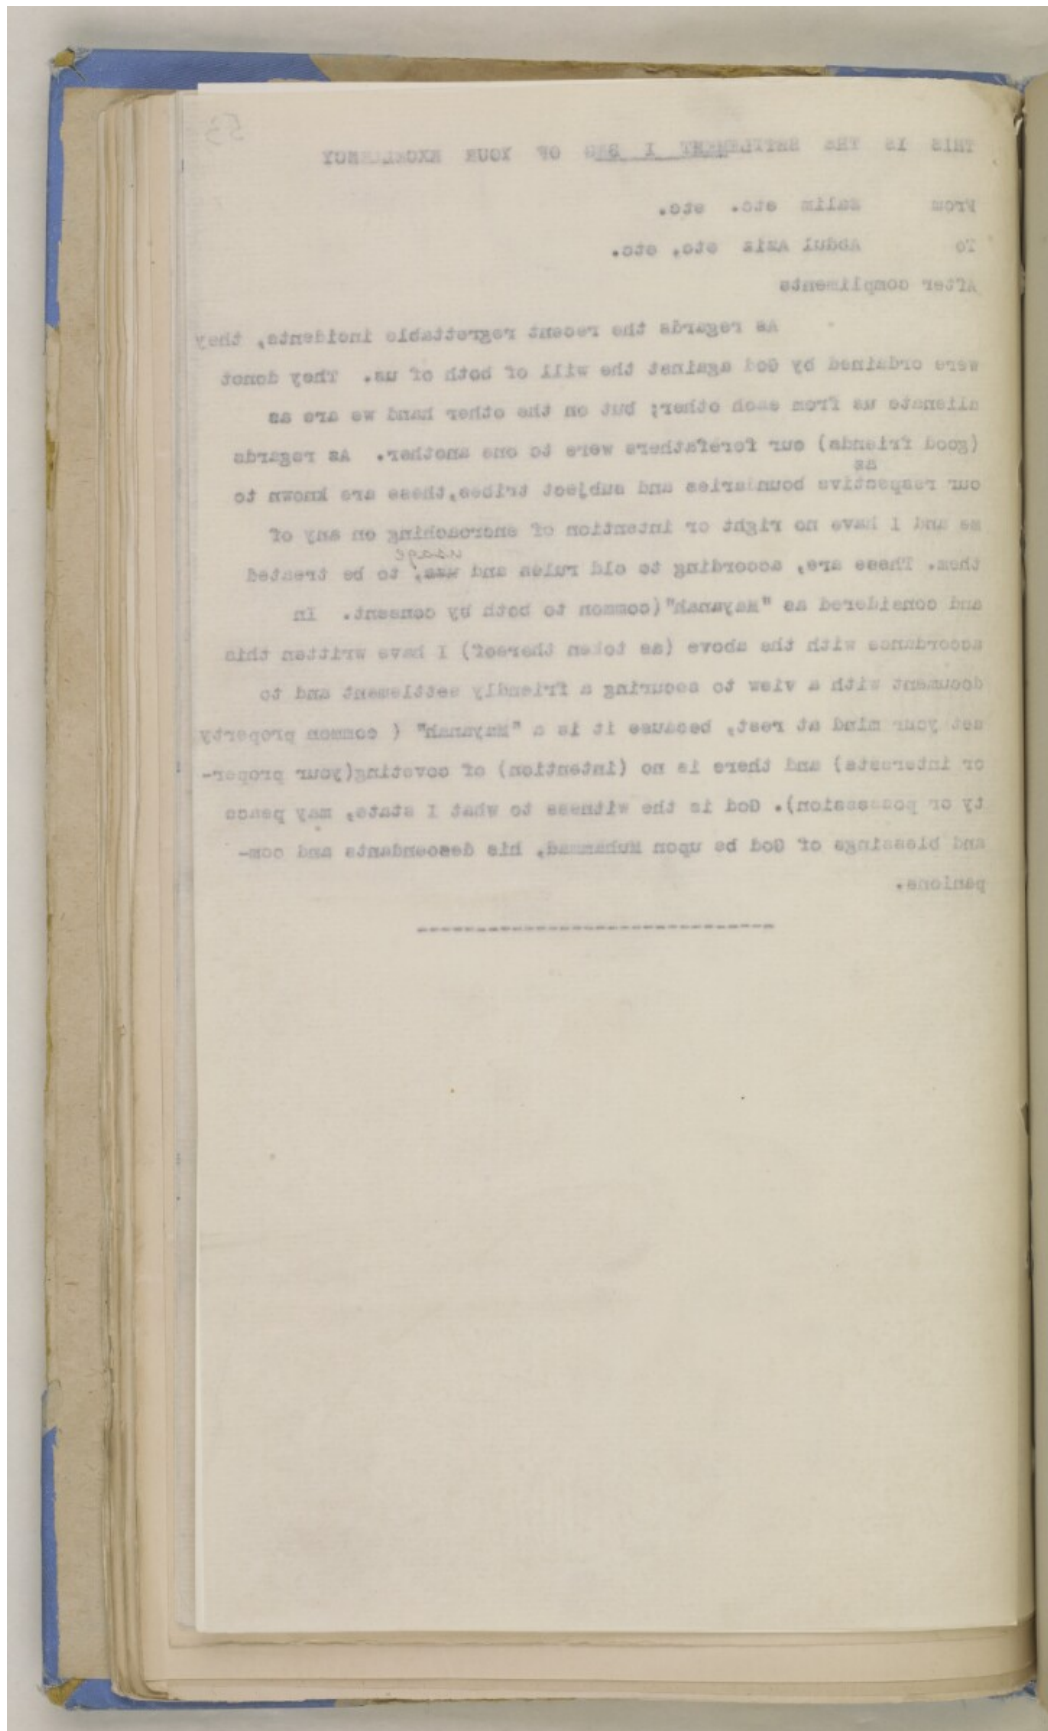 53
THIS IS THE SETTLEMENT I BEG OF YOUR EXCELLENCY
From Salim etc. etc.
To Abdul Aziz etc, etc.
After compliments
As regards the recent regrettable incidents, they
were ordained by God against the will of both of us. They donot
alienate us from each other; but on the other hand we are as
(good friends) our forefathers were to one another. As regards
as
our respective boundaries and subject tribes,these are known to
me and I have no right or intention of encroaching on any of
usage
them. These are, according to old rules and use, to be treated
and considered as "Mayanah"(common to both by consent. In
accordance with the above (as token thereof) I have written this
document with a veiw to securing a friendly settlement and to
set your mind at rest, because it is a "Mayanah" ( common property
or interests) and there is no (intention) of coveting(your proper-
ty or possession). God is the witness to what I state, may peace
and blessings of God be upon Muhammad, his descendants and com-
panions.